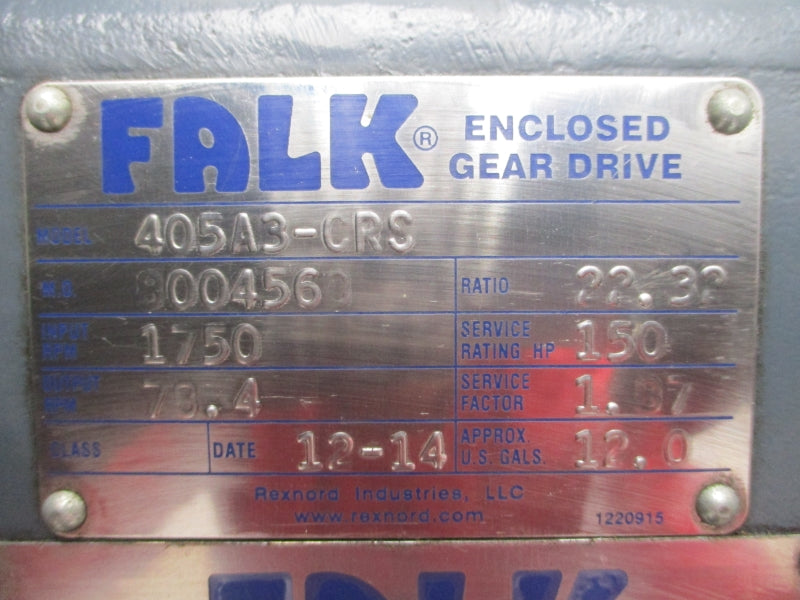 FALK® ENCLOSED
GEAR DRIVE
MODEL 405A3-CRS
M.O. 8004560 RATIO 22.32
INPUT RPM 1750 SERVICE RATING HP 150
OUTPUT RPM 78.4 SERVICE FACTOR
CLASS DATE 12-14 APPROX. U.S. GALS. 12.0
Rexnord Industries, LLC
www.rexnord.com 1220915
FALK